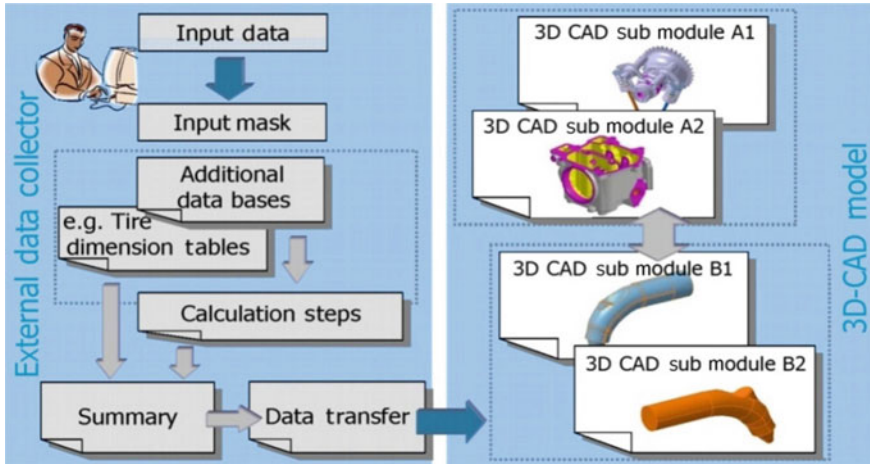 External data collector
Input data
Input mask
Additional
data bases
e.g. Tire
dimension tables
Calculation steps
Summary
Data transfer
3D CAD sub module A1
3D CAD sub module A2
3D CAD sub module B1
3D CAD sub module B2
3D-CAD model